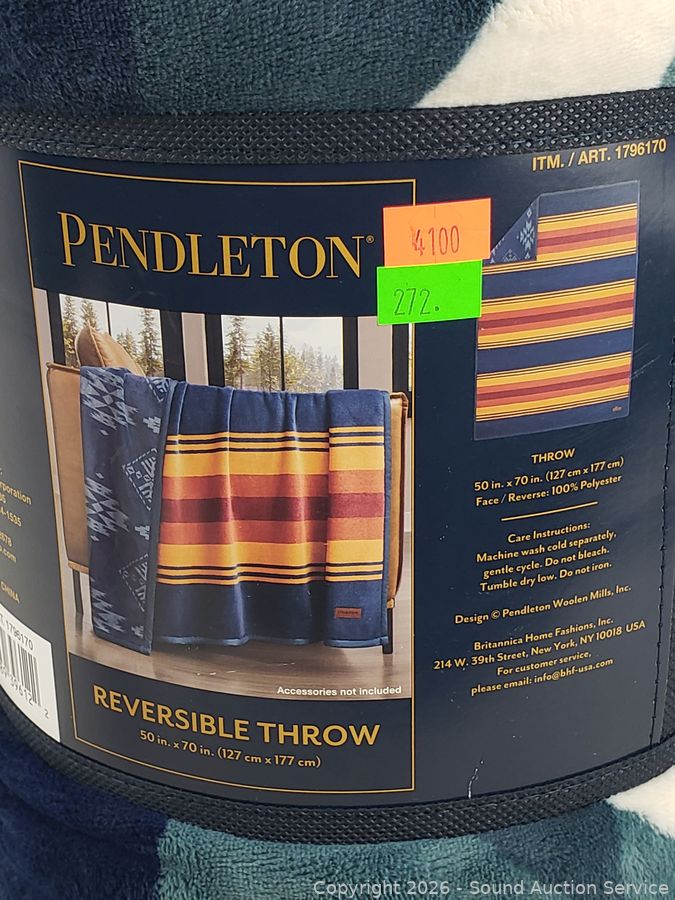 ITM. / ART. 1796170
PENDLETON®
4100
272.
THROW
50 in. x 70 in. (127 cm x 177 cm)
Face / Reverse: 100% Polyester
Care Instructions:
Machine wash cold separately,
gentle cycle. Do not bleach.
Tumble dry low. Do not iron.
Design © Pendleton Woolen Mills, Inc.
Britannica Home Fashions, Inc.
214 W. 39th Street, New York, NY 10018 USA
For customer service,
please email: info@bhf-usa.com
Accessories not included
REVERSIBLE THROW
50 in. x 70 in. (127 cm x 177 cm)
CHINA
1796170
2
Copyright 2026 - Sound Auction Service